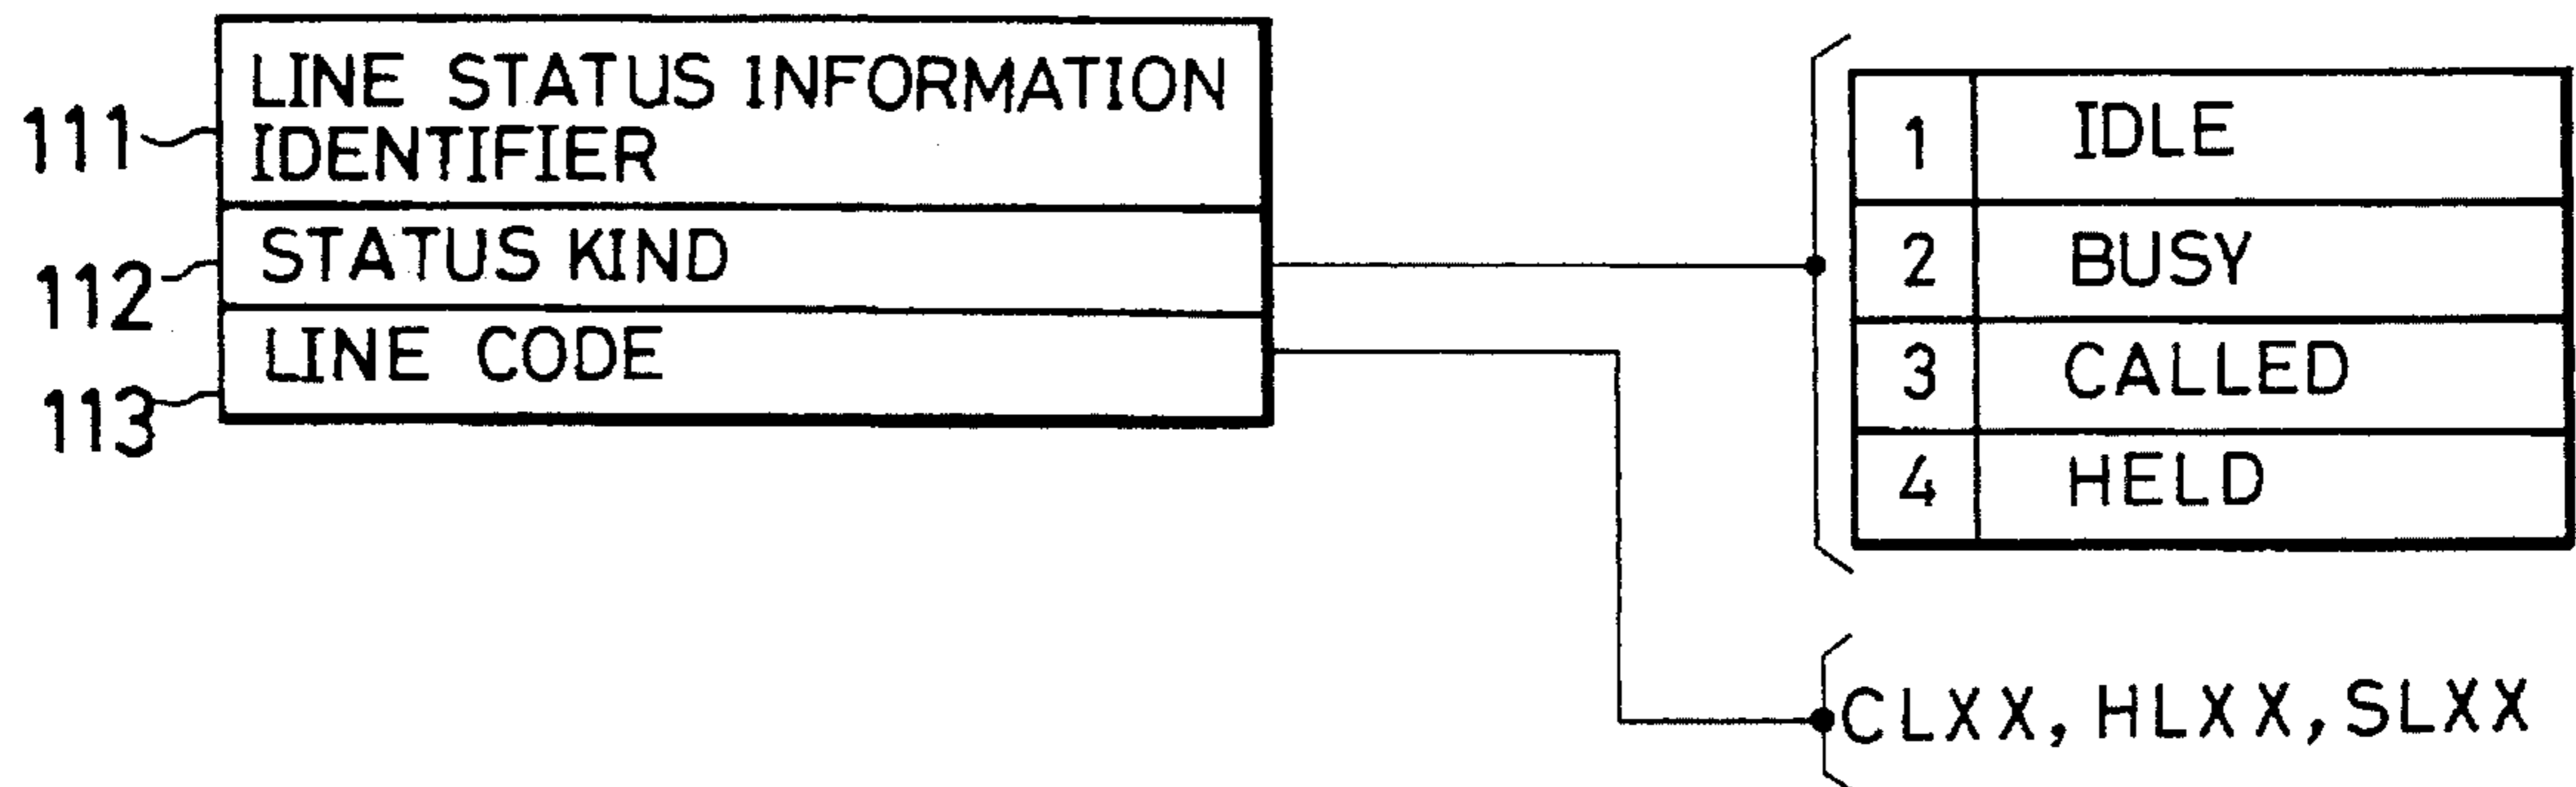 111
LINE STATUS INFORMATION
IDENTIFIER
112
STATUS KIND
113
LINE CODE
1 IDLE
2 BUSY
3 CALLED
4 HELD
CLXX, HLXX, SLXX